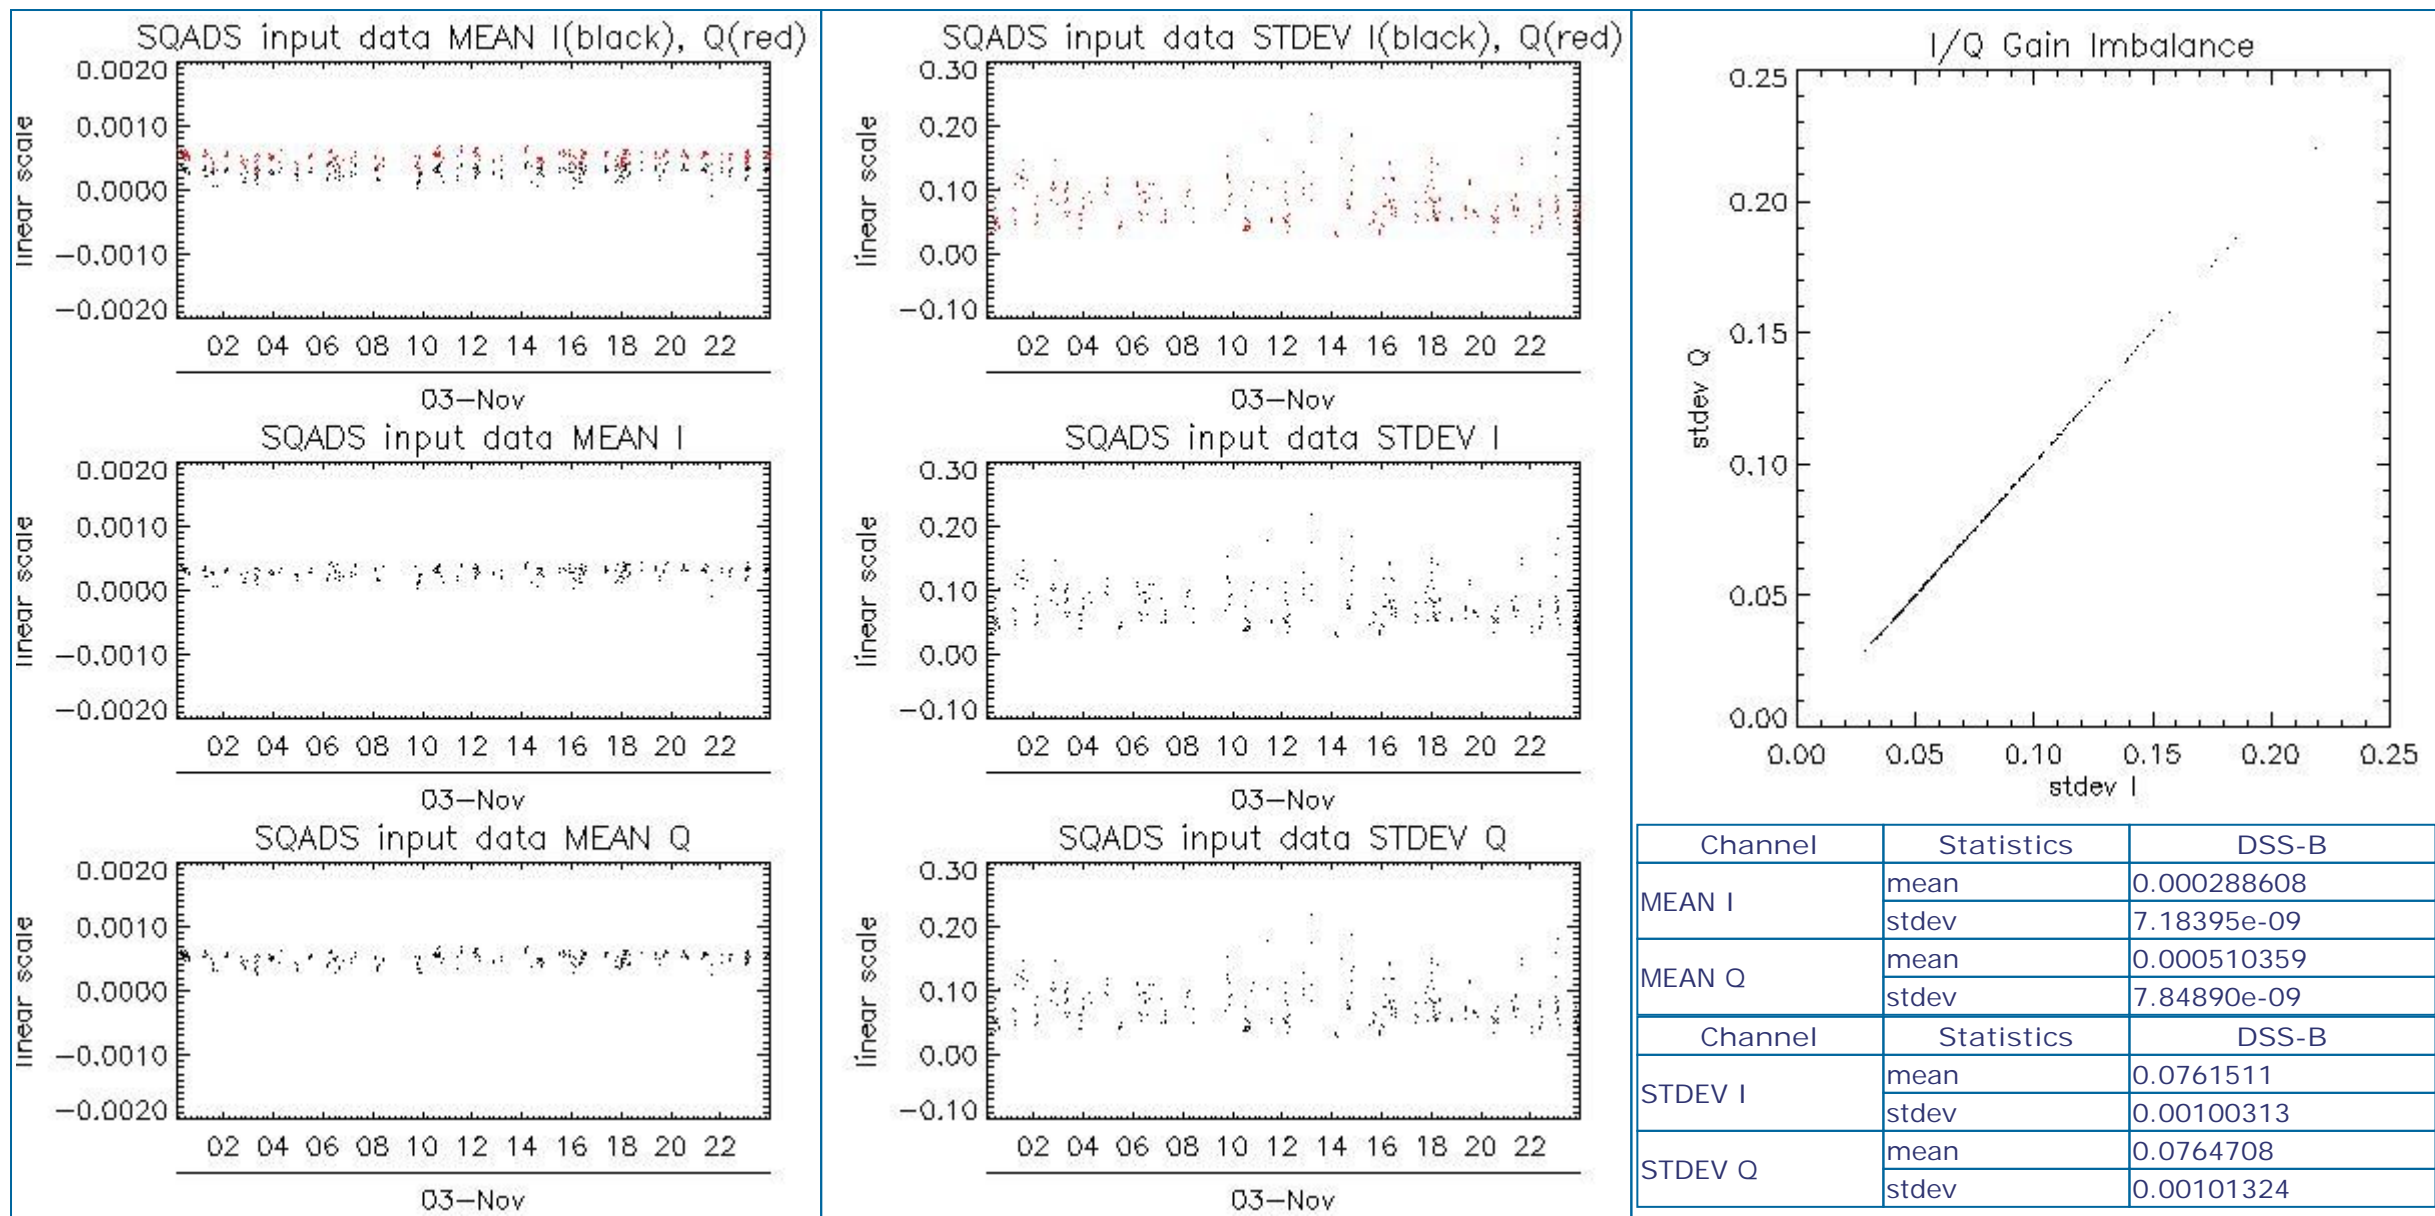 SQADS input data MEAN I(black), Q(red)
0.0020
0.0010
0.0000
−0.0010
−0.0020
linear scale
02 04 06 08 10 12 14 16 18 20 22
03−Nov
SQADS input data MEAN I
0.0020
0.0010
0.0000
−0.0010
−0.0020
linear scale
02 04 06 08 10 12 14 16 18 20 22
03−Nov
SQADS input data MEAN Q
0.0020
0.0010
0.0000
−0.0010
−0.0020
linear scale
02 04 06 08 10 12 14 16 18 20 22
03−Nov
SQADS input data STDEV I(black), Q(red)
0.30
0.20
0.10
0.00
−0.10
linear scale
02 04 06 08 10 12 14 16 18 20 22
03−Nov
SQADS input data STDEV I
0.30
0.20
0.10
0.00
−0.10
linear scale
02 04 06 08 10 12 14 16 18 20 22
03−Nov
SQADS input data STDEV Q
0.30
0.20
0.10
0.00
−0.10
linear scale
02 04 06 08 10 12 14 16 18 20 22
03−Nov
I/Q Gain Imbalance
0.25
0.20
0.15
0.10
0.05
0.00
stdev Q
0.00 0.05 0.10 0.15 0.20 0.25
stdev I
Channel Statistics DSS-B
MEAN I mean 0.000288608
stdev 7.18395e-09
MEAN Q mean 0.000510359
stdev 7.84890e-09
Channel Statistics DSS-B
STDEV I mean 0.0761511
stdev 0.00100313
STDEV Q mean 0.0764708
stdev 0.00101324